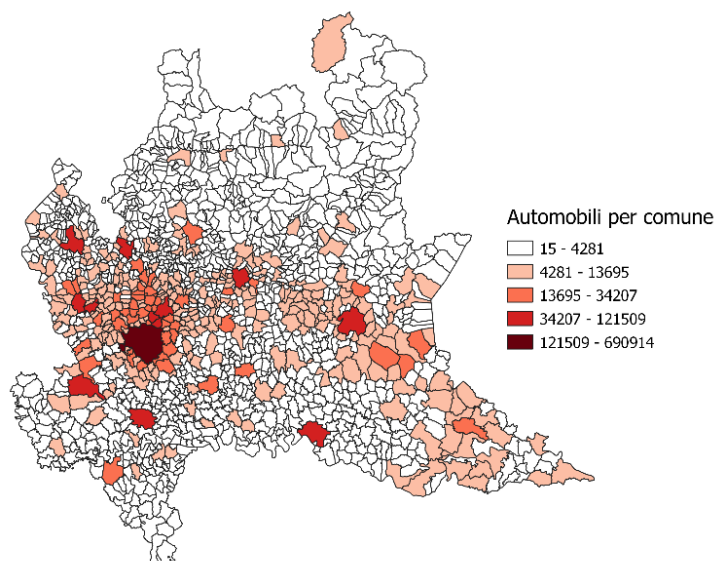 Automobili per comune
15 - 4281
4281 - 13695
13695 - 34207
34207 - 121509
121509 - 690914